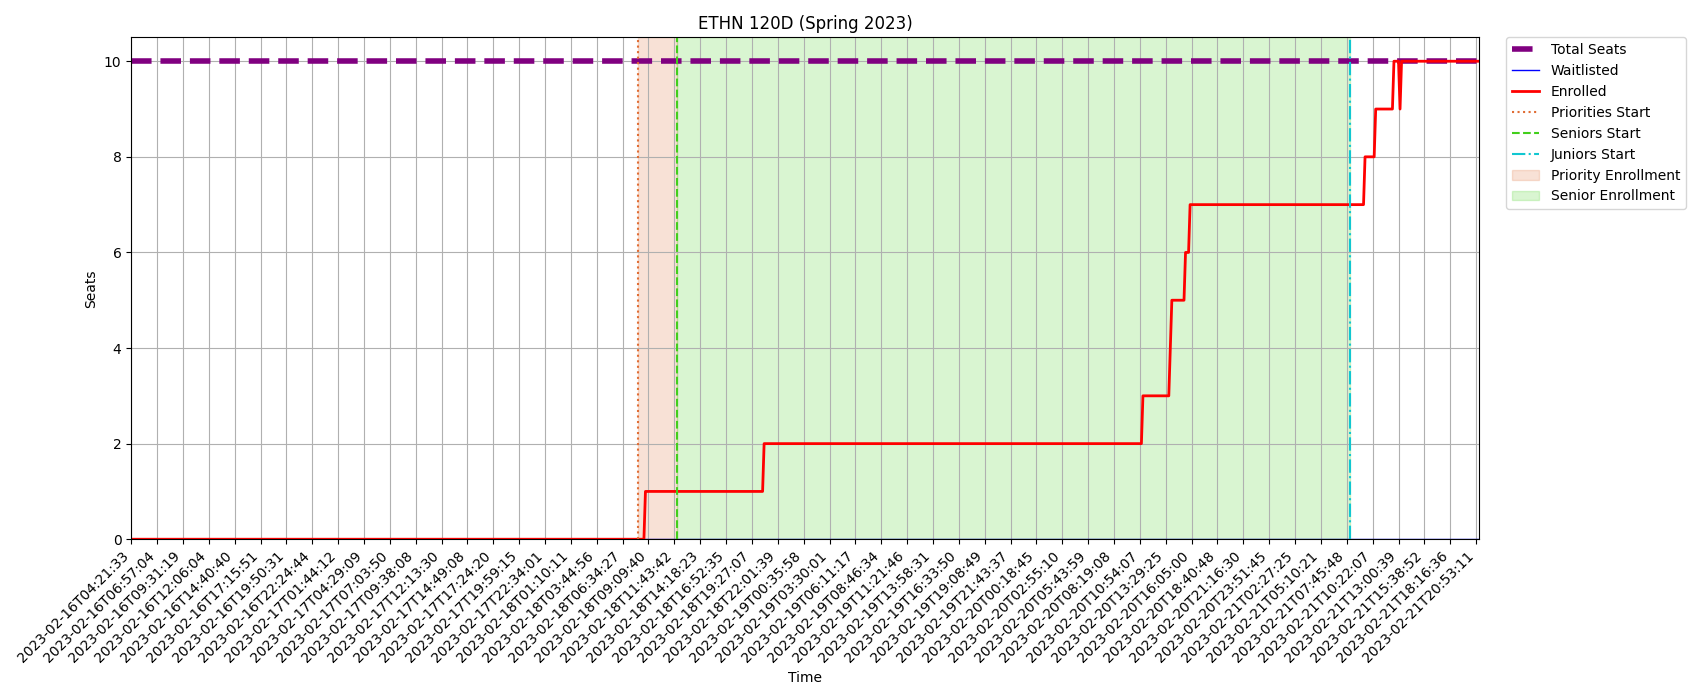 ETHN 120D (Spring 2023)
Seats
10
8
6
4
2
0
Total Seats
Waitlisted
Enrolled
Priorities Start
Seniors Start
Juniors Start
Priority Enrollment
Senior Enrollment
2023-02-16T04:21:33
2023-02-16T06:57:04
2023-02-16T09:31:19
2023-02-16T12:06:04
2023-02-16T14:40:40
2023-02-16T17:15:51
2023-02-16T19:50:31
2023-02-16T22:24:44
2023-02-17T01:44:12
2023-02-17T04:29:09
2023-02-17T07:03:50
2023-02-17T09:38:08
2023-02-17T12:13:30
2023-02-17T14:49:08
2023-02-17T17:24:20
2023-02-17T19:59:15
2023-02-17T22:34:01
2023-02-18T01:10:11
2023-02-18T03:44:56
2023-02-18T06:34:27
2023-02-18T09:09:40
2023-02-18T11:43:42
2023-02-18T14:18:23
2023-02-18T16:52:35
2023-02-18T19:27:07
2023-02-18T22:01:39
2023-02-19T00:35:58
2023-02-19T03:30:01
2023-02-19T06:11:17
2023-02-19T08:46:34
2023-02-19T11:21:46
2023-02-19T13:58:31
2023-02-19T16:33:50
2023-02-19T19:08:49
2023-02-19T21:43:37
2023-02-20T00:18:45
2023-02-20T02:55:10
2023-02-20T05:43:59
2023-02-20T08:19:08
2023-02-20T10:54:07
2023-02-20T13:29:25
2023-02-20T16:05:00
2023-02-20T18:40:48
2023-02-20T21:16:30
2023-02-20T23:51:45
2023-02-21T02:27:25
2023-02-21T05:10:21
2023-02-21T07:45:48
2023-02-21T10:22:07
2023-02-21T13:00:39
2023-02-21T15:38:52
2023-02-21T18:16:36
2023-02-21T20:53:11
Time